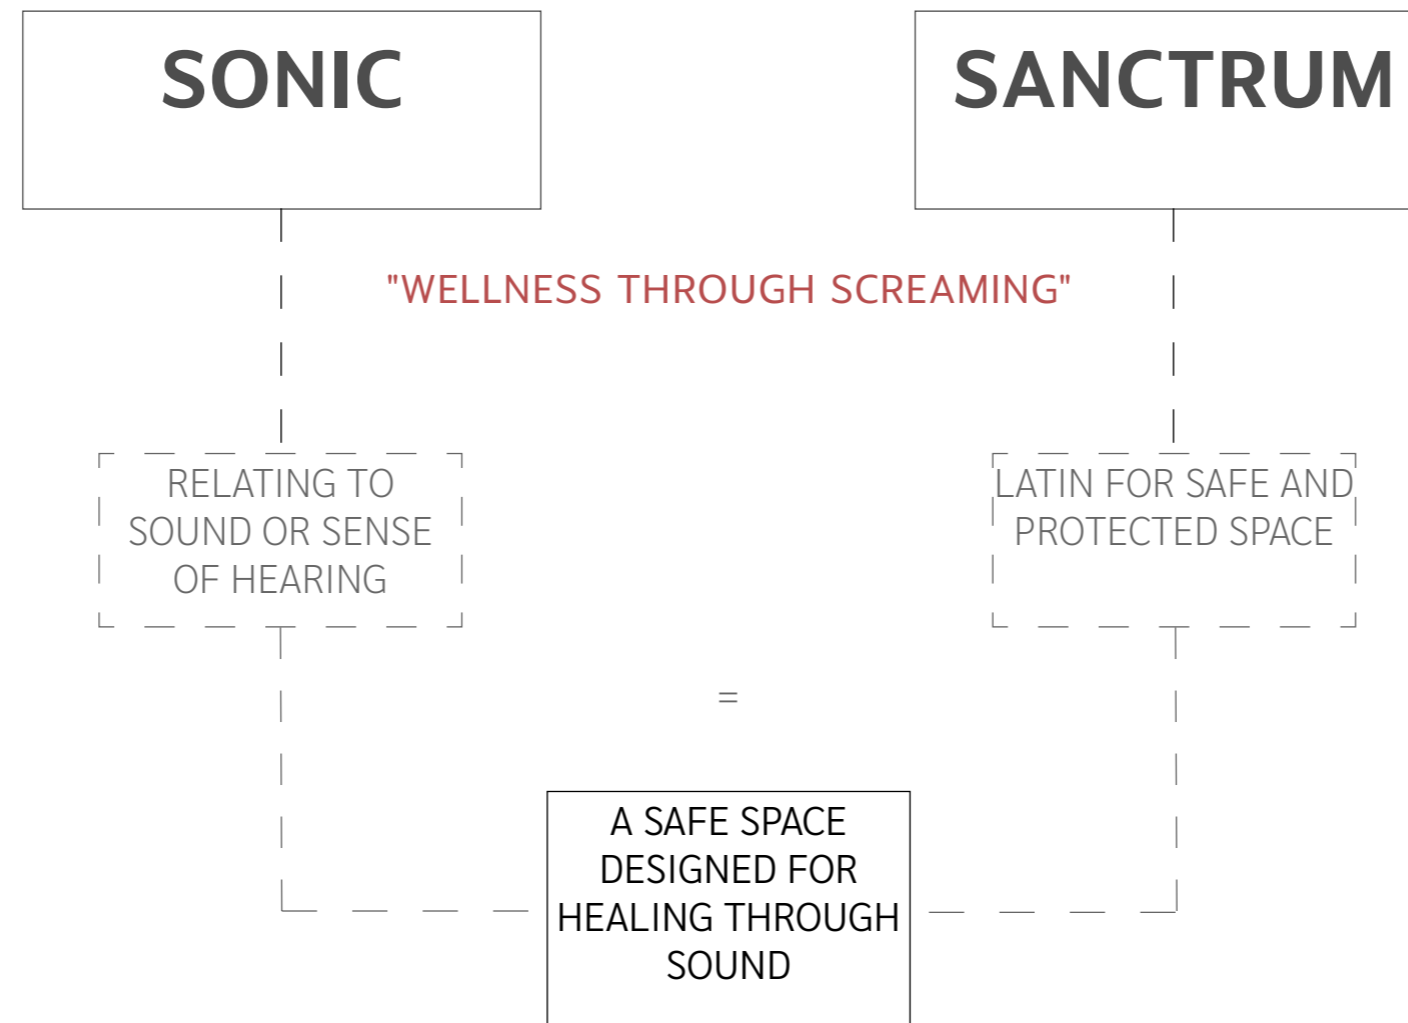 SONIC
SANCTRUM
"WELLNESS THROUGH SCREAMING"
RELATING TO
SOUND OR SENSE
OF HEARING
LATIN FOR SAFE AND
PROTECTED SPACE
=
A SAFE SPACE
DESIGNED FOR
HEALING THROUGH
SOUND